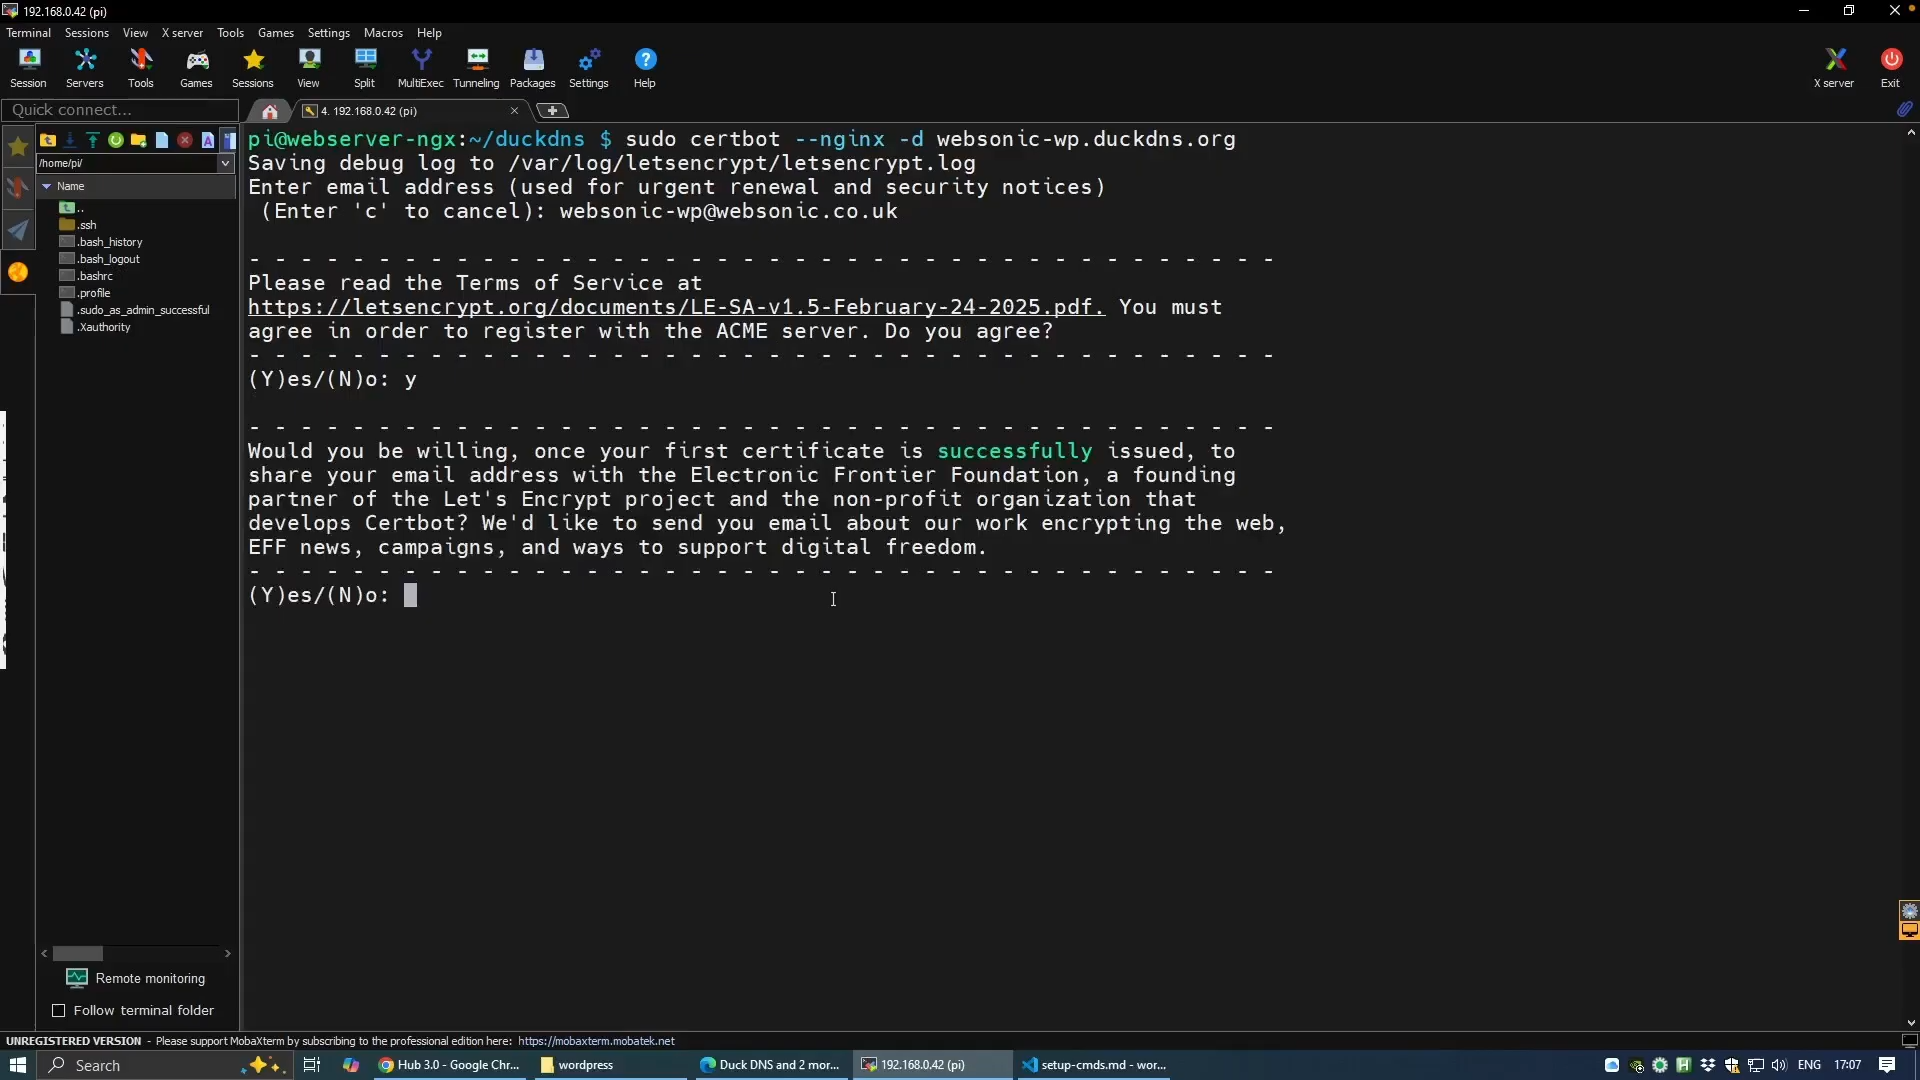 192.168.0.42 (pi)
Terminal Sessions View X server Tools Games Settings Macros Help
Session Servers Tools Games Sessions View Split MultiExec Tunneling Packages Settings Help X server Exit
Quick connect...
4. 192.168.0.42 (pi)
/home/pi/
Name
..
.ssh
.bash_history
.bash_logout
.bashrc
.profile
.sudo_as_admin_successful
.Xauthority
pi@webserver-ngx:~/duckdns $ sudo certbot --nginx -d websonic-wp.duckdns.org
Saving debug log to /var/log/letsencrypt/letsencrypt.log
Enter email address (used for urgent renewal and security notices)
(Enter 'c' to cancel): websonic-wp@websonic.co.uk
- - - - - - - - - - - - - - - - - - - - - - - - - - - - - - - - - - - - - - - -
Please read the Terms of Service at
https://letsencrypt.org/documents/LE-SA-v1.5-February-24-2025.pdf. You must
agree in order to register with the ACME server. Do you agree?
- - - - - - - - - - - - - - - - - - - - - - - - - - - - - - - - - - - - - - - -
(Y)es/(N)o: y
- - - - - - - - - - - - - - - - - - - - - - - - - - - - - - - - - - - - - - - -
Would you be willing, once your first certificate is successfully issued, to
share your email address with the Electronic Frontier Foundation, a founding
partner of the Let's Encrypt project and the non-profit organization that
develops Certbot? We'd like to send you email about our work encrypting the web,
EFF news, campaigns, and ways to support digital freedom.
- - - - - - - - - - - - - - - - - - - - - - - - - - - - - - - - - - - - - - - -
(Y)es/(N)o:
Remote monitoring
Follow terminal folder
UNREGISTERED VERSION - Please support MobaXterm by subscribing to the professional edition here: https://mobaxterm.mobatek.net
Search Hub 3.0 - Google Chr... wordpress Duck DNS and 2 mor... 192.168.0.42 (pi) setup-cmds.md - wor... ENG 17:07